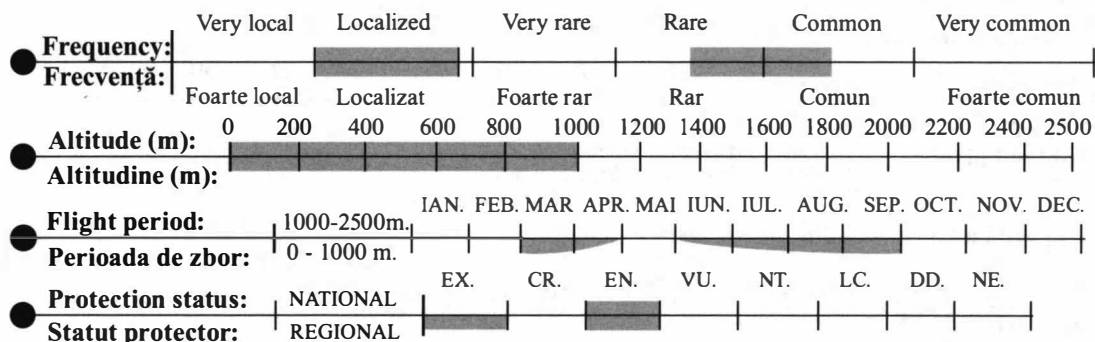 Very local Localized Very rare Rare Common Very common
Frequency:
Frecvență:
Foarte local Localizat Foarte rar Rar Comun Foarte comun
0 200 400 600 800 1000 1200 1400 1600 1800 2000 2200 2400 2500
Altitude (m):
Altitudine (m):
IAN. FEB. MAR APR. MAI IUN. IUL. AUG. SEP. OCT. NOV. DEC.
Flight period: 1000-2500m.
Perioada de zbor: 0 - 1000 m.
EX. CR. EN. VU. NT. LC. DD. NE.
Protection status: NATIONAL
Statut protector: REGIONAL